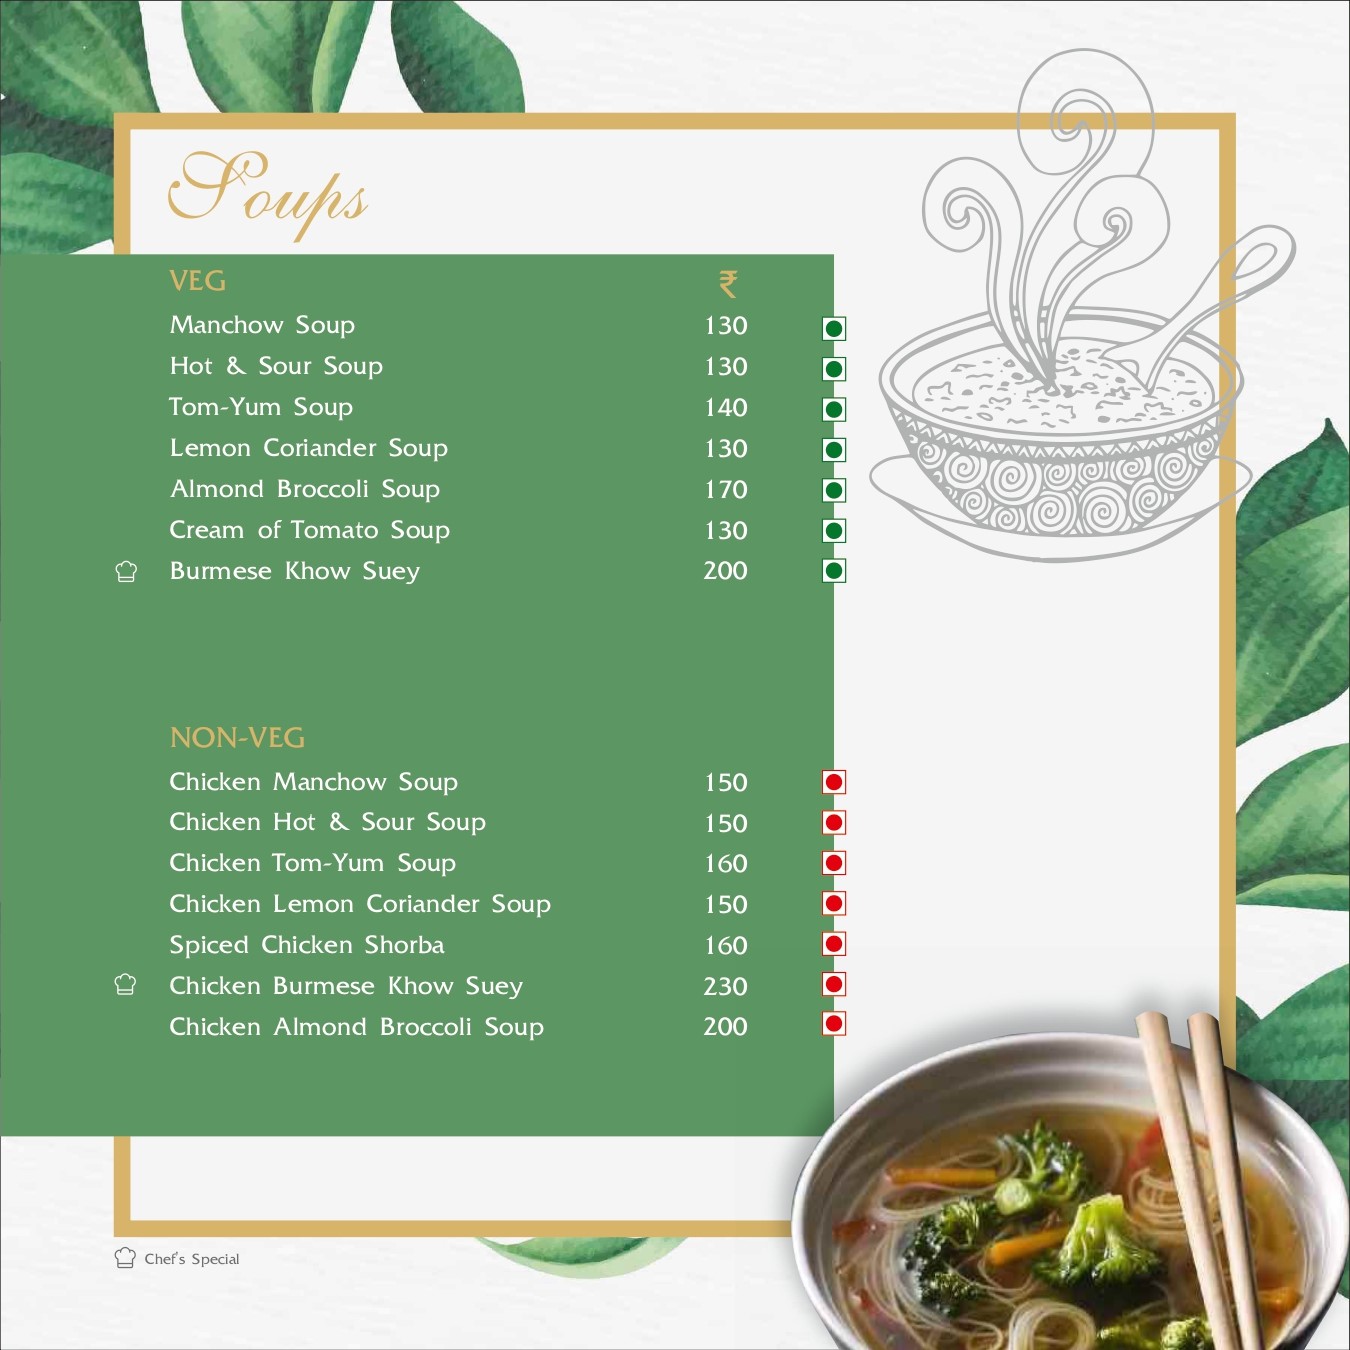 Soups
VEG ₹
Manchow Soup 130
Hot & Sour Soup 130
Tom-Yum Soup 140
Lemon Coriander Soup 130
Almond Broccoli Soup 170
Cream of Tomato Soup 130
Burmese Khow Suey 200
NON-VEG
Chicken Manchow Soup 150
Chicken Hot & Sour Soup 150
Chicken Tom-Yum Soup 160
Chicken Lemon Coriander Soup 150
Spiced Chicken Shorba 160
Chicken Burmese Khow Suey 230
Chicken Almond Broccoli Soup 200
Chef's Special